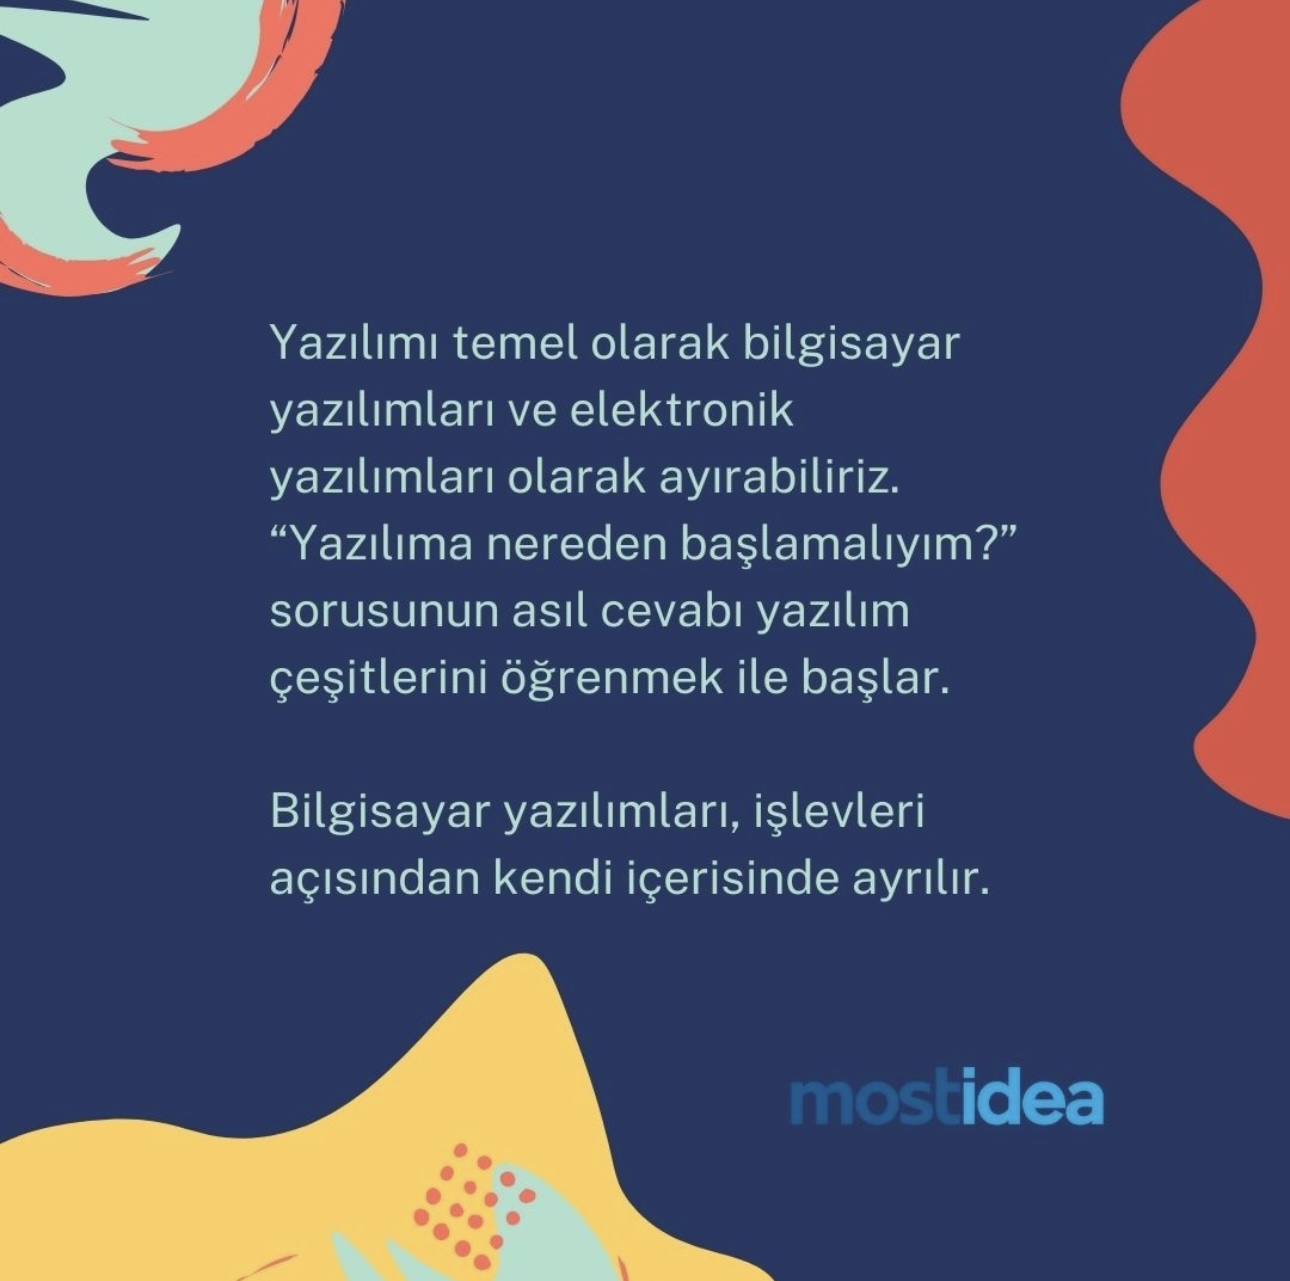 Yazılımı temel olarak bilgisayar
yazılımları ve elektronik
yazılımları olarak ayırabiliriz.
“Yazılıma nereden başlamalıyım?”
sorusunun asıl cevabı yazılım
çeşitlerini öğrenmek ile başlar.
Bilgisayar yazılımları, işlevleri
açısından kendi içerisinde ayrılır.
mostidea